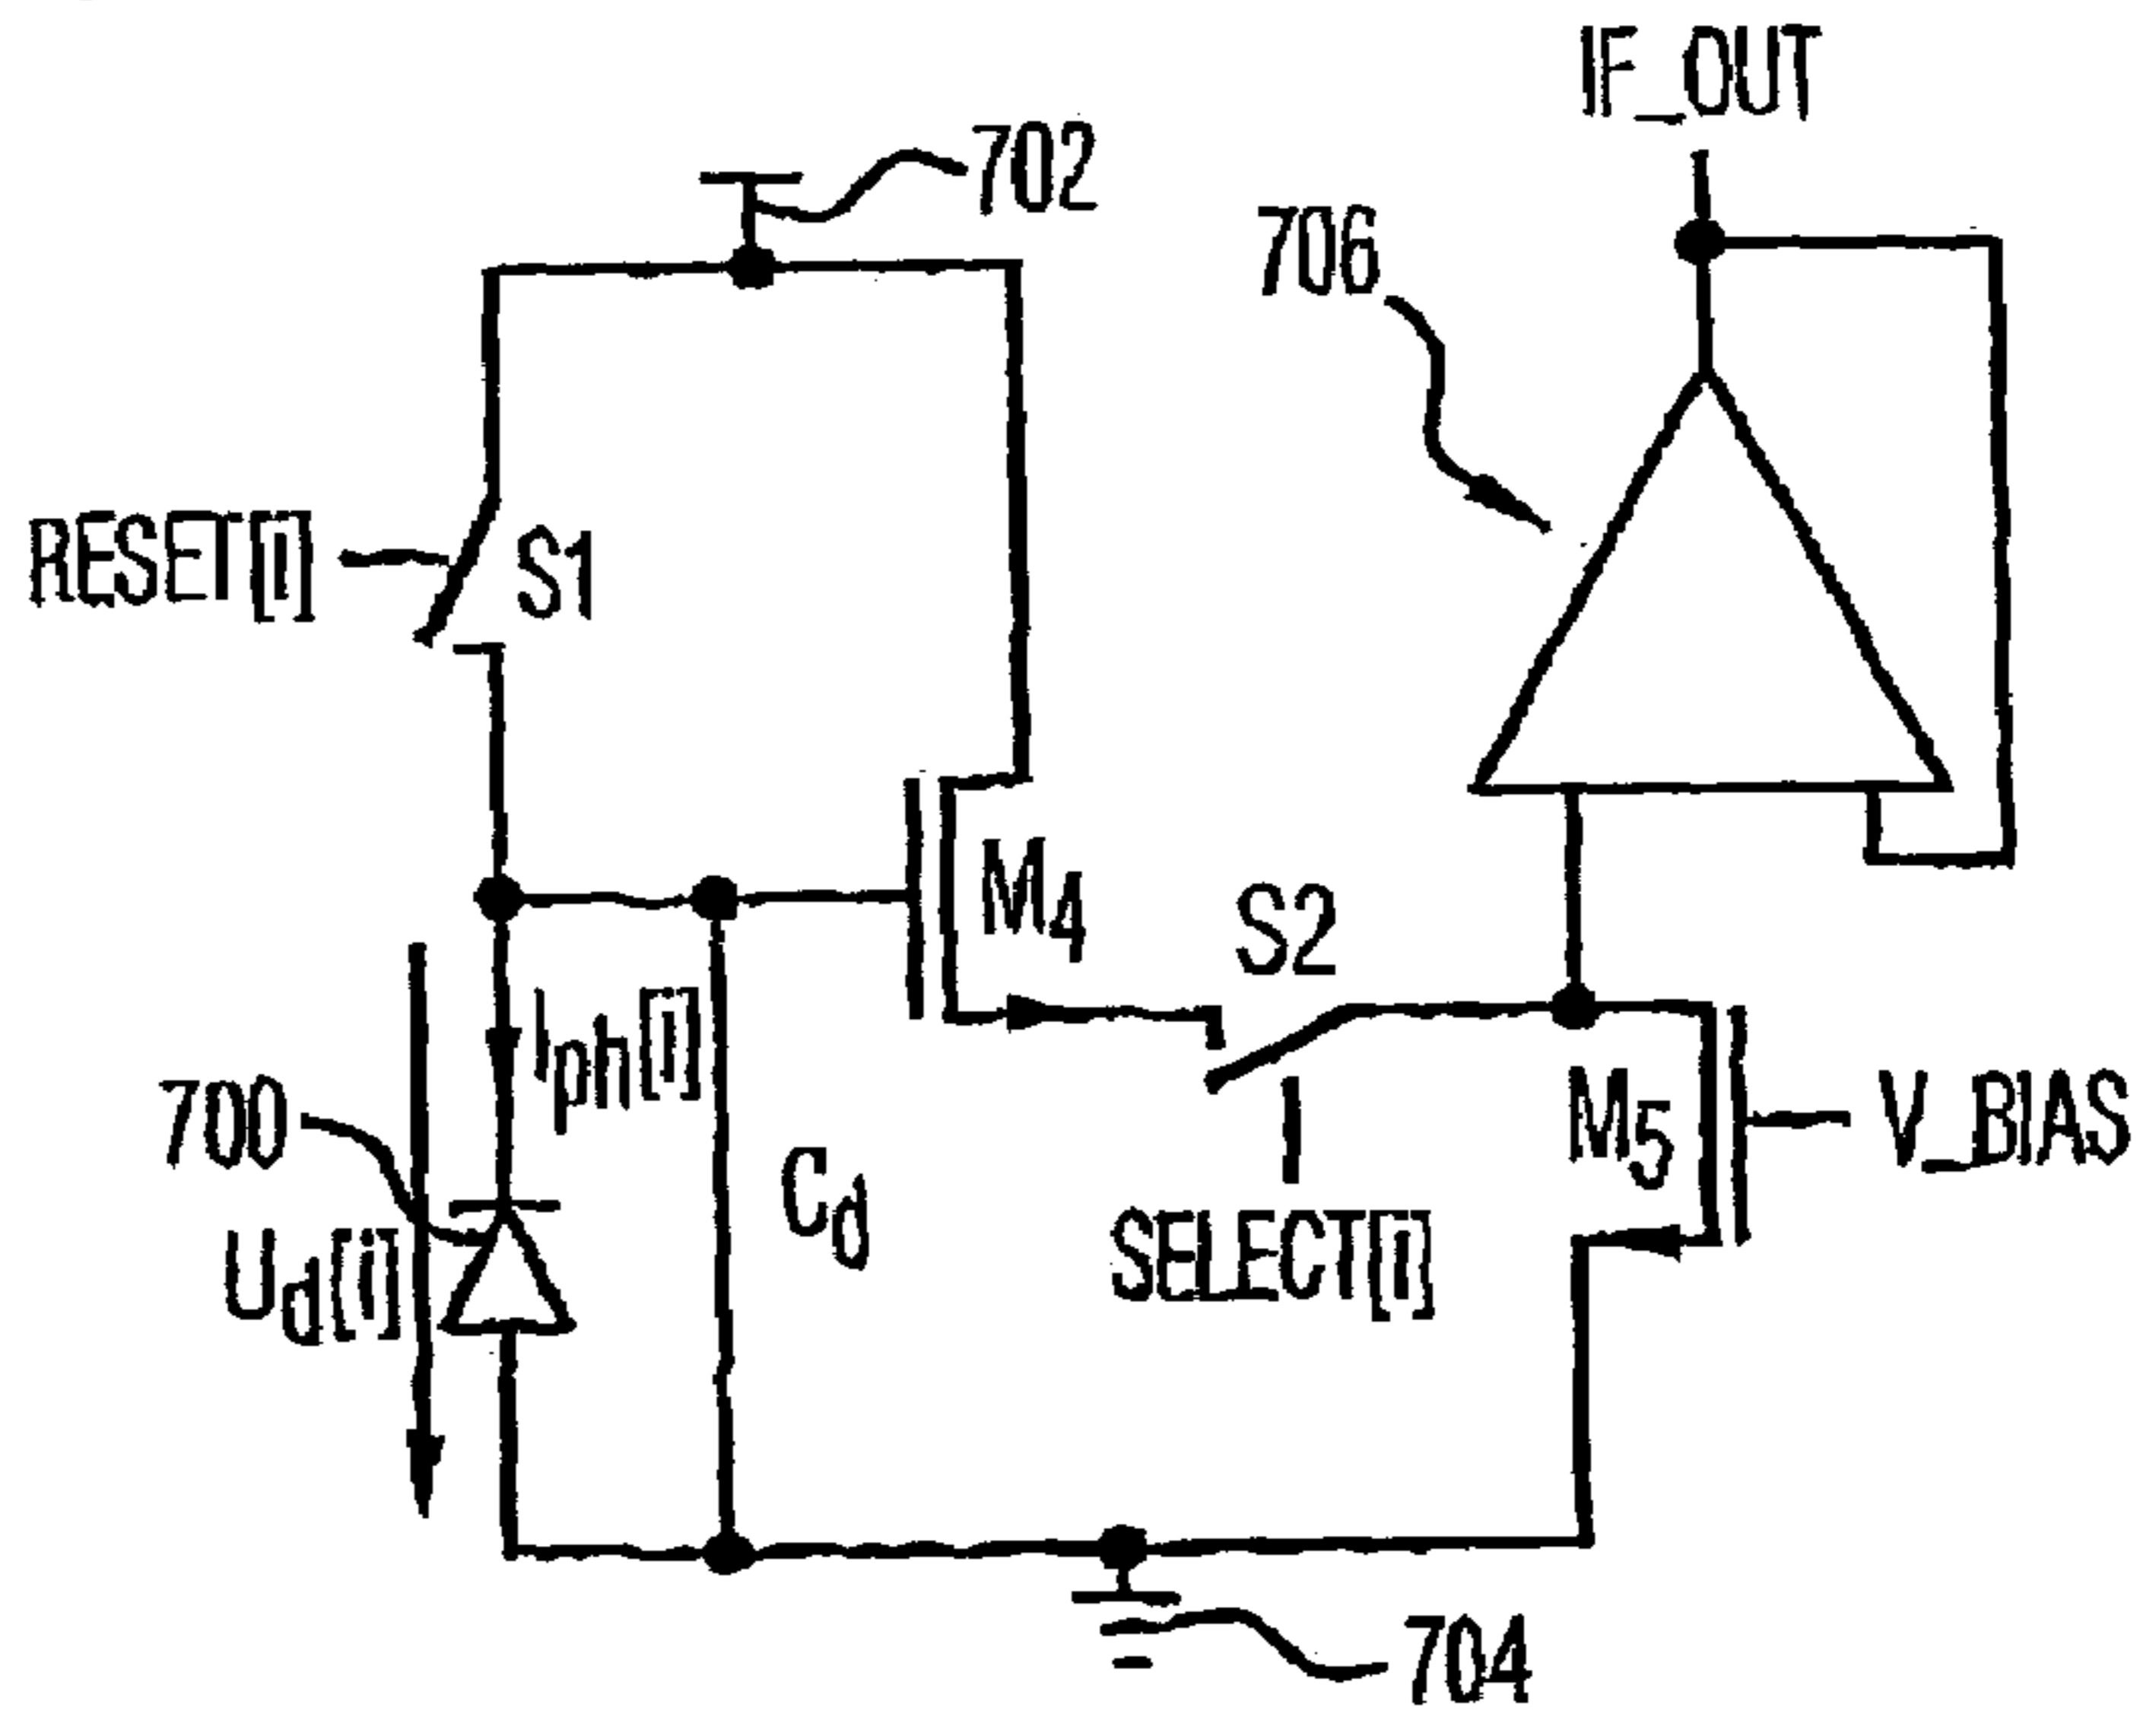 IF_OUT
702
706
RESET[i]
S1
M4
S2
Iph[i]
700
Cd
M5
V_BIAS
Ud[i]
SELECT[i]
704